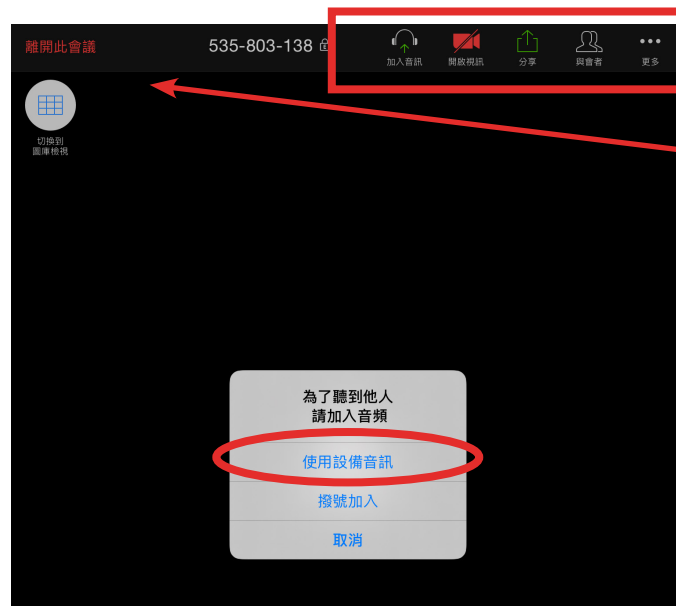 離開此會議
535-803-138
加入音訊
開啟視訊
分享
與會者
更多
切換到
圖庫檢視
為了聽到他人
請加入音頻
使用設備音訊
撥號加入
取消